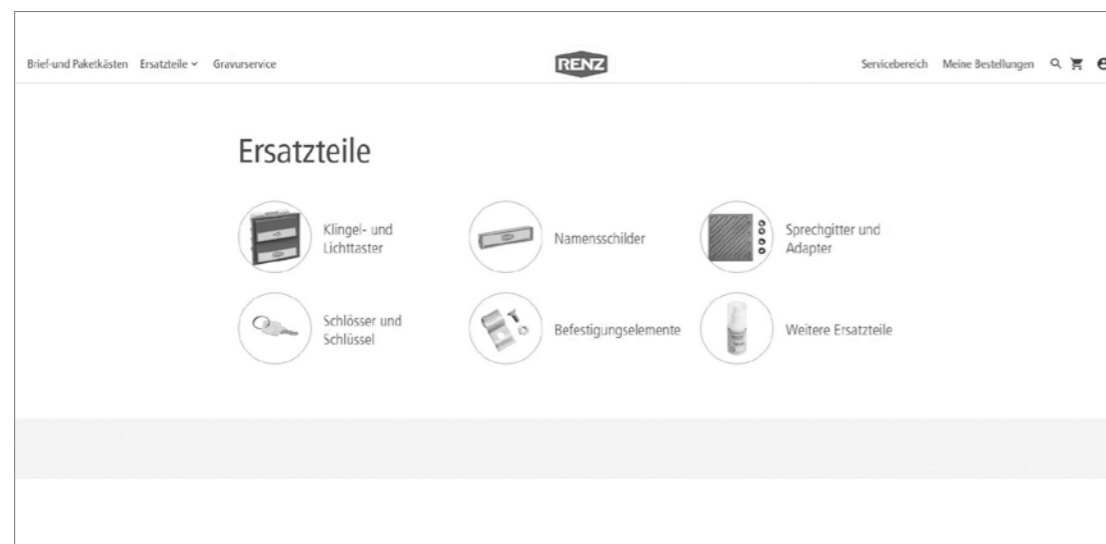 Brief-und Paketkästen Ersatzteile Gravurservice RENZ Servicebereich Meine Bestellungen
Ersatzteile
Klingel- und
Lichttaster
Namensschilder
Sprechgitter und
Adapter
Schlösser und
Schlüssel
Befestigungselemente
Weitere Ersatzteile